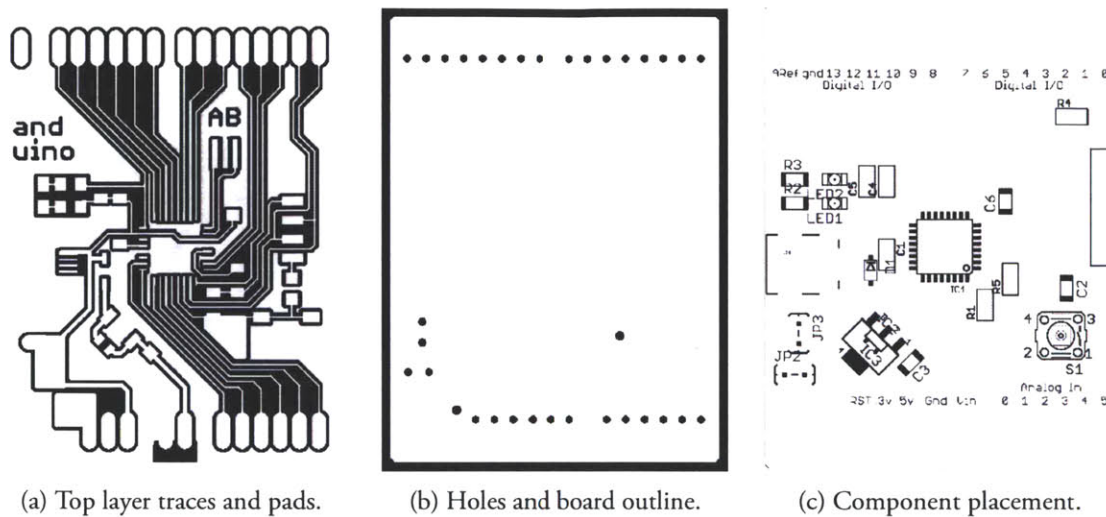 and
uino
AB
ARef gnd 13 12 11 10 9 8 7 6 5 4 3 2 1 0
Digital I/O Digital I/O
R4
R3
R2
LED2
LED1
C5
C4
C6
C1
D1
IC1
R5
R1
C2
JP3
JP2
IC3
C3
4 3
2 1
S1
Analog In
RST 3v 5v Gnd Vin 0 1 2 3 4 5
(a) Top layer traces and pads.
(b) Holes and board outline.
(c) Component placement.